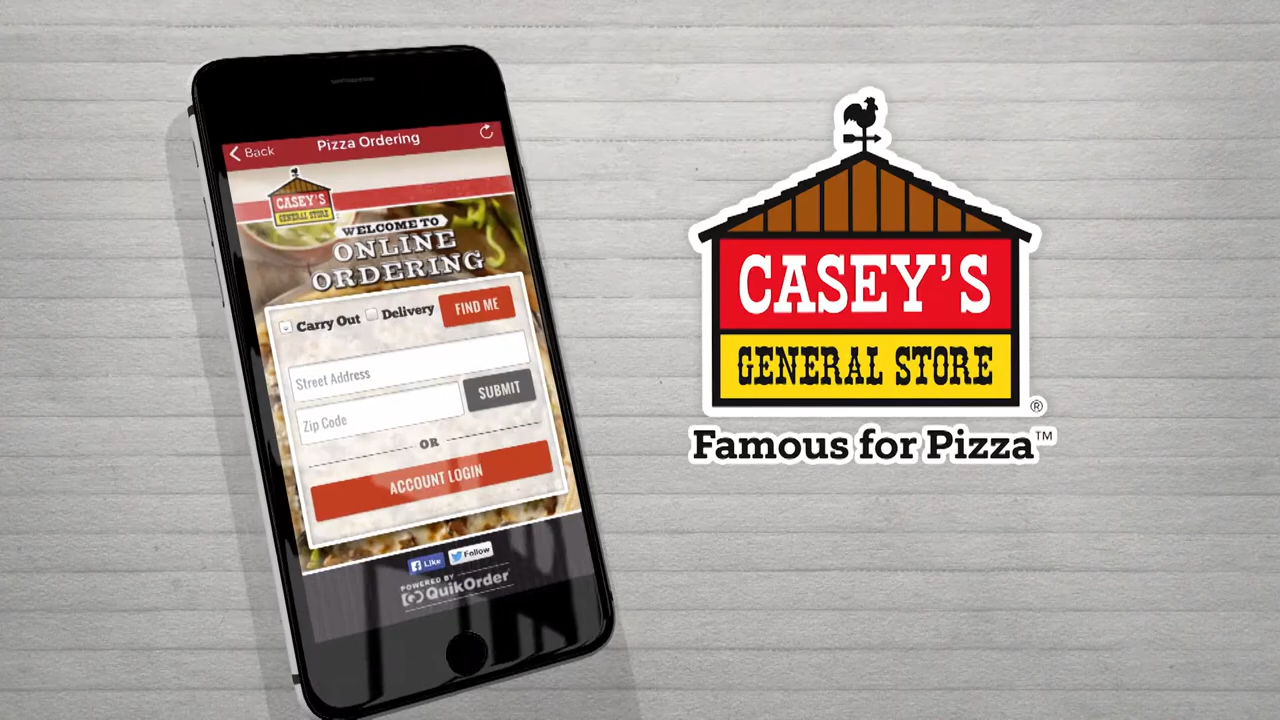 Back
Pizza Ordering
CASEY'S
GENERAL STORE
WELCOME TO
ONLINE
ORDERING
Carry Out
Delivery
FIND ME
Street Address
Zip Code
SUBMIT
OR
ACCOUNT LOGIN
Like
Follow
POWERED BY
QuikOrder
CASEY'S
GENERAL STORE
®
Famous for Pizza™